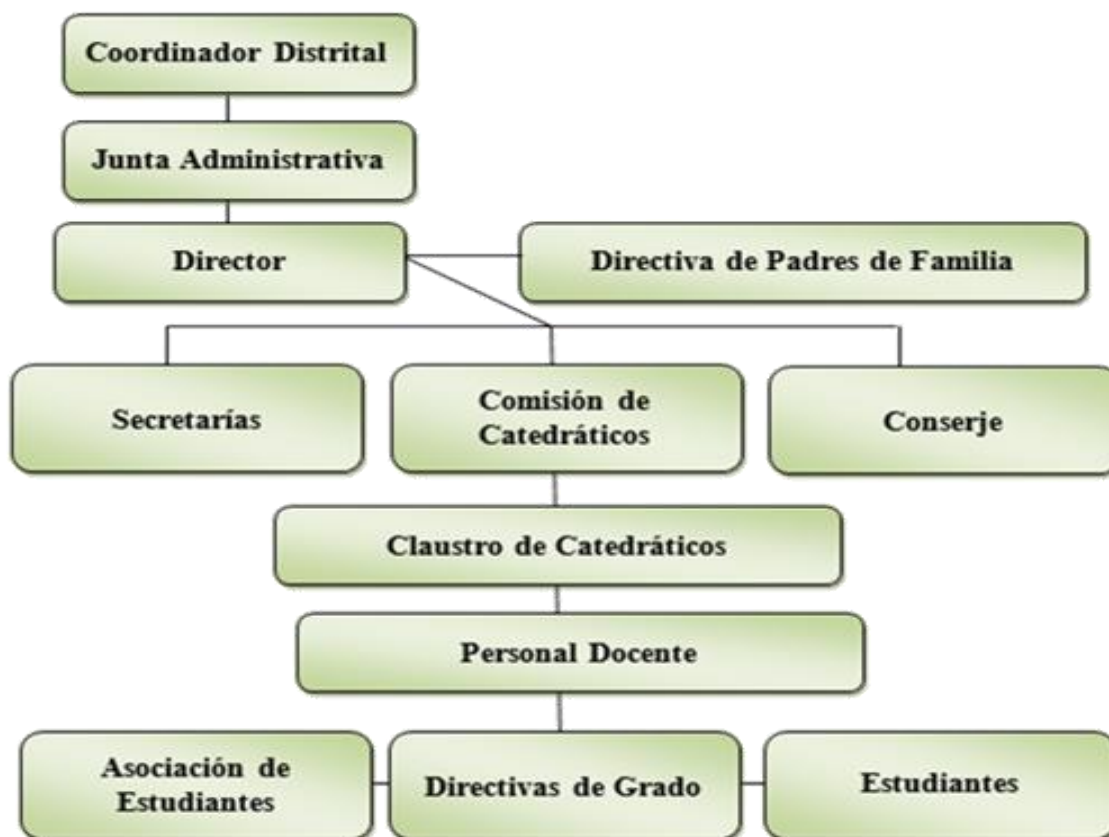 Coordinador Distrital
Junta Administrativa
Director
Directiva de Padres de Familia
Secretarías
Comisión de
Catedráticos
Conserje
Claustro de Catedráticos
Personal Docente
Asociación de
Estudiantes
Directivas de Grado
Estudiantes